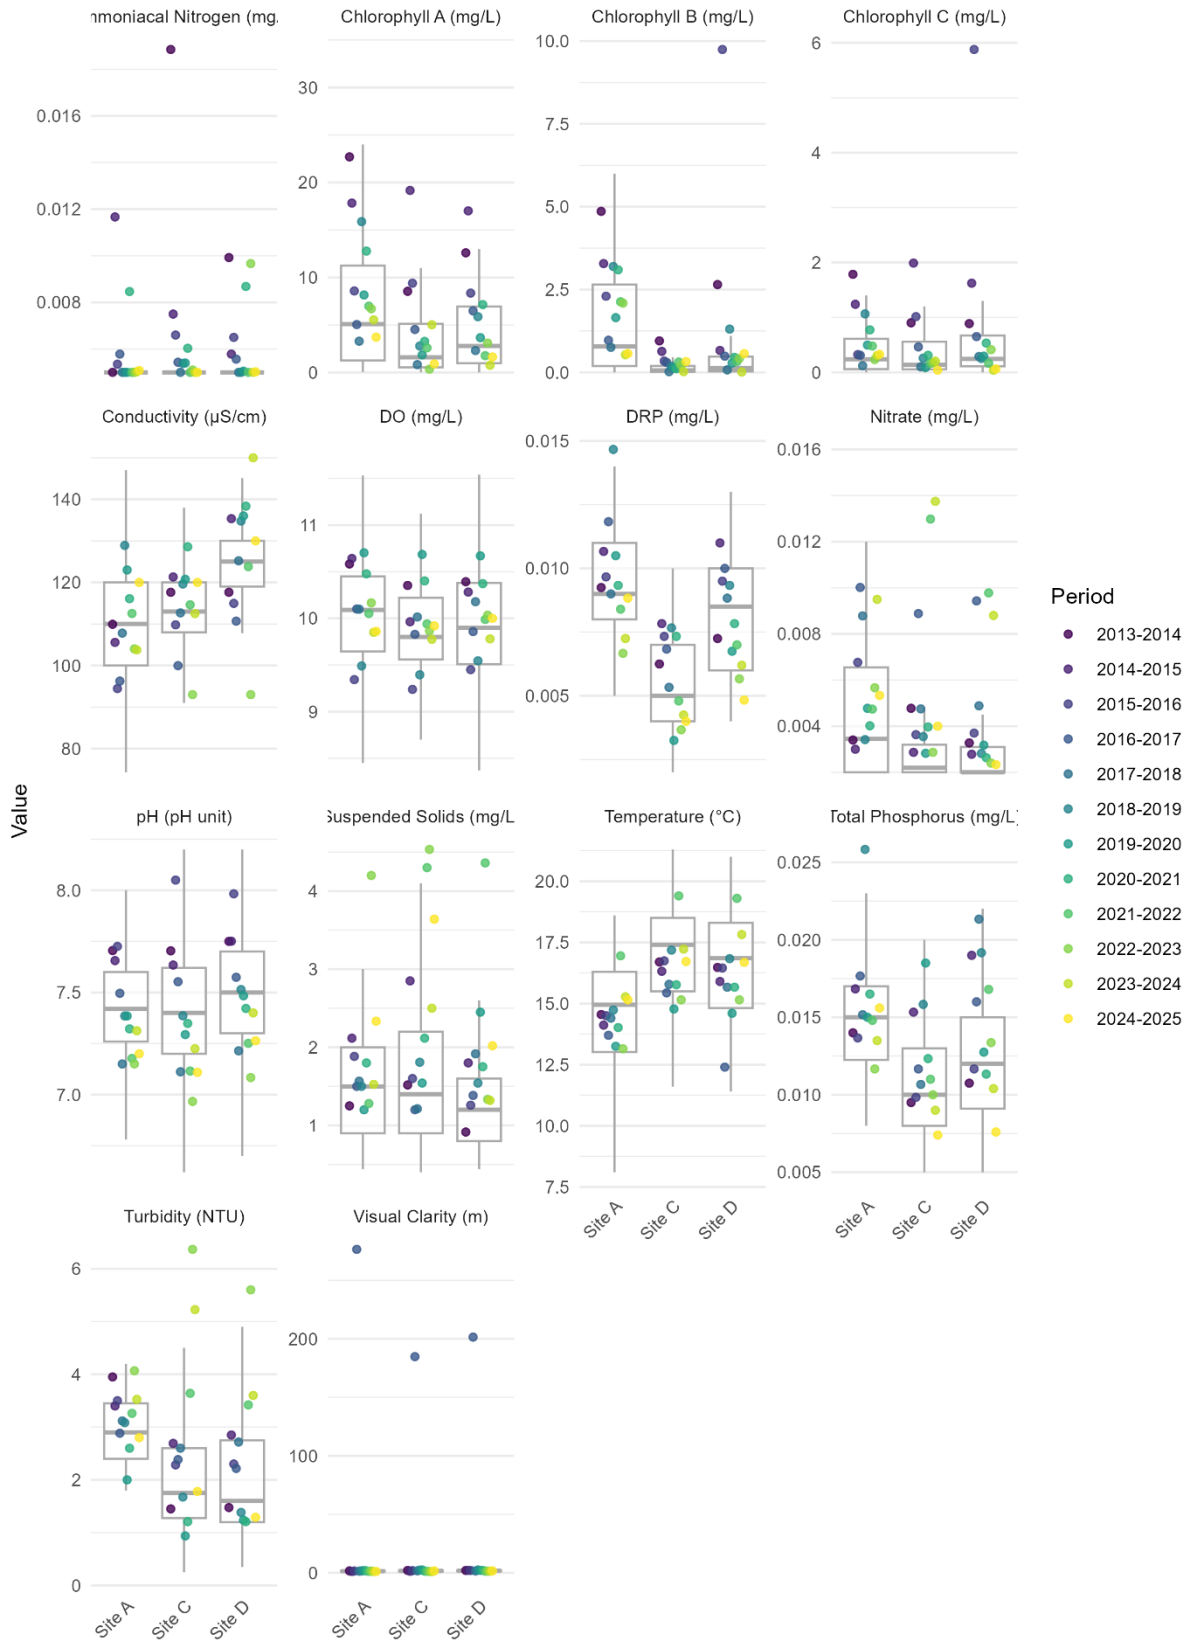 mmoniacal Nitrogen (mg.
Chlorophyll A (mg/L)
Chlorophyll B (mg/L)
Chlorophyll C (mg/L)
0.016
0.012
0.008
30
20
10
0
10.0
7.5
5.0
2.5
0.0
6
4
2
0
Conductivity (µS/cm)
DO (mg/L)
DRP (mg/L)
Nitrate (mg/L)
140
120
100
80
11
10
9
0.015
0.010
0.005
0.016
0.012
0.008
0.004
pH (pH unit)
Suspended Solids (mg/L
Temperature (°C)
Total Phosphorus (mg/L)
8.0
7.5
7.0
4
3
2
1
20.0
17.5
15.0
12.5
10.0
7.5
0.025
0.020
0.015
0.010
0.005
Site A
Site C
Site D
Site A
Site C
Site D
Turbidity (NTU)
Visual Clarity (m)
6
4
2
0
200
100
0
Site A
Site C
Site D
Site A
Site C
Site D
Value
Period
2013-2014
2014-2015
2015-2016
2016-2017
2017-2018
2018-2019
2019-2020
2020-2021
2021-2022
2022-2023
2023-2024
2024-2025